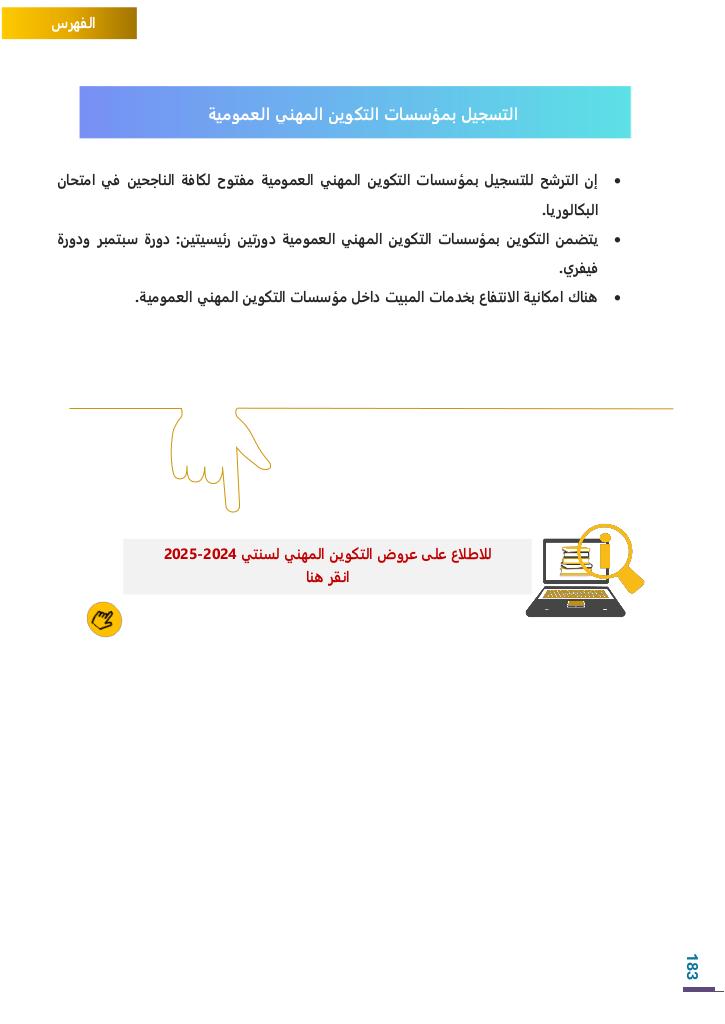 الفهرس
التسجيل بمؤسسات التكوين المهني العمومية
• إن الترشح للتسجيل بمؤسسات التكوين المهني العمومية مفتوح لكافة الناجحين في امتحان
البكالوريا.
• يتضمن التكوين بمؤسسات التكوين المهني العمومية دورتين رئيسيتين: دورة سبتمبر ودورة
فيفري.
• هناك امكانية الانتفاع بخدمات المبيت داخل مؤسسات التكوين المهني العمومية.
للاطلاع على عروض التكوين المهني لسنتي 2024-2025
انقر هنا
183